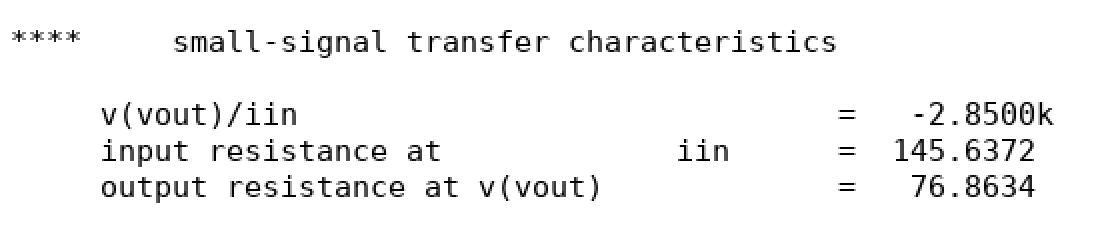 **** small-signal transfer characteristics
v(vout)/iin = -2.8500k
input resistance at iin = 145.6372
output resistance at v(vout) = 76.8634